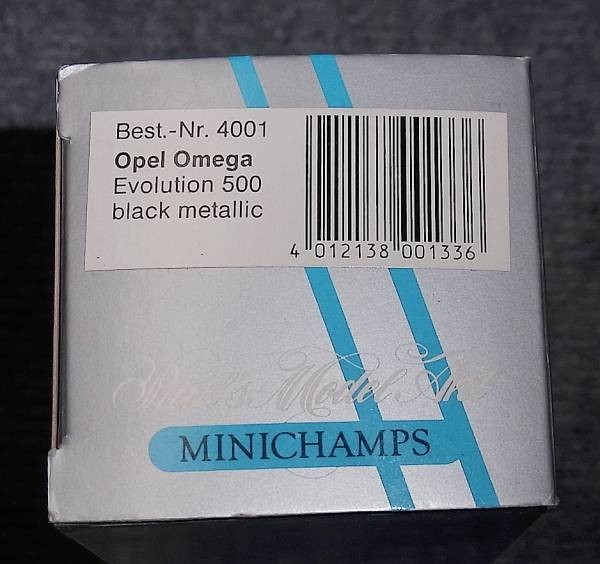 Best.-Nr. 4001
Opel Omega
Evolution 500
black metallic
4 012138 001336
Paul's Model Art
MINICHAMPS